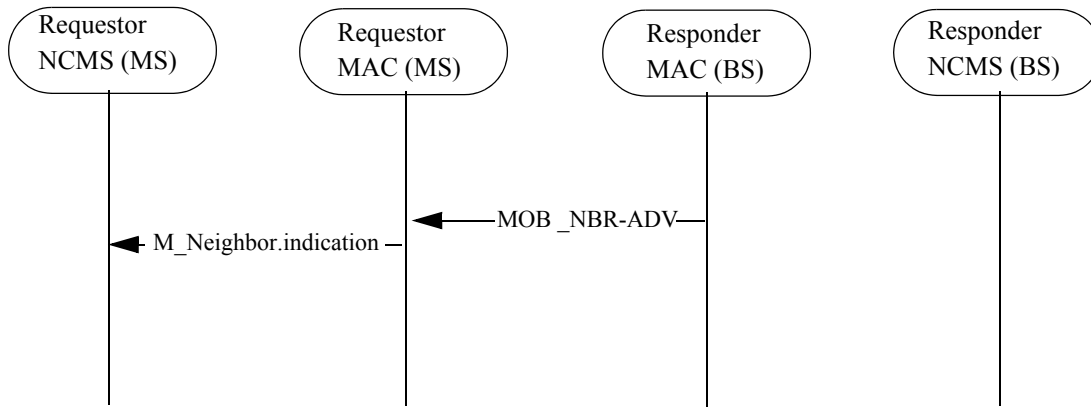 Requestor
NCMS (MS)
Requestor
MAC (MS)
Responder
MAC (BS)
Responder
NCMS (BS)
MOB _NBR-ADV
M_Neighbor.indication